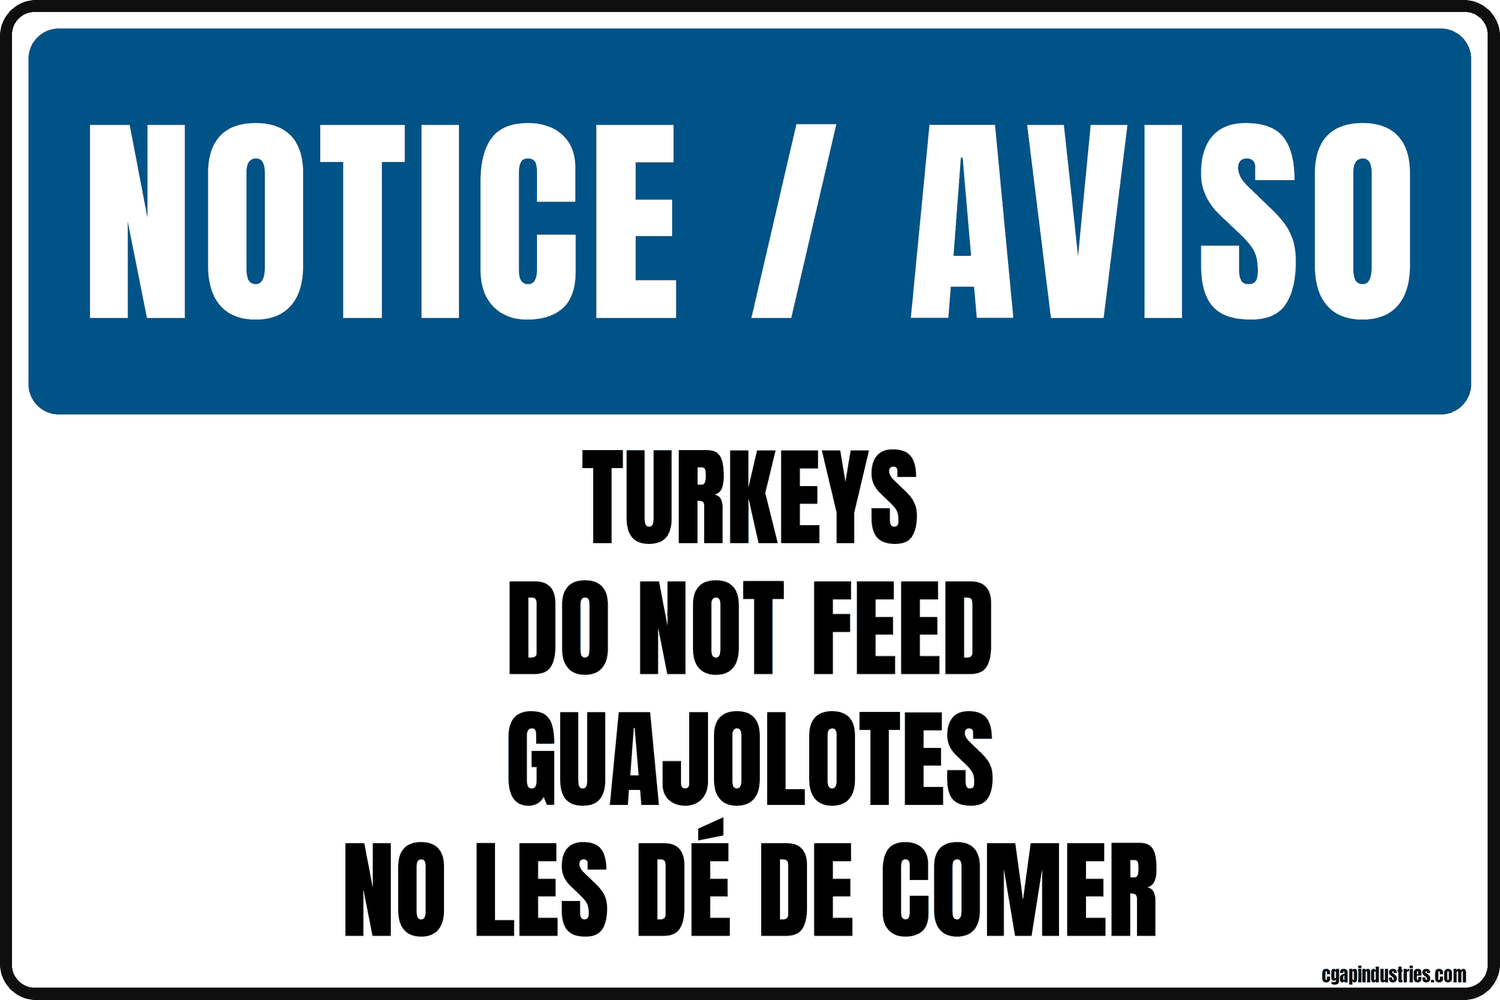 NOTICE / AVISO
TURKEYS
DO NOT FEED
GUAJOLOTES
NO LES DÉ DE COMER
cgapindustries.com